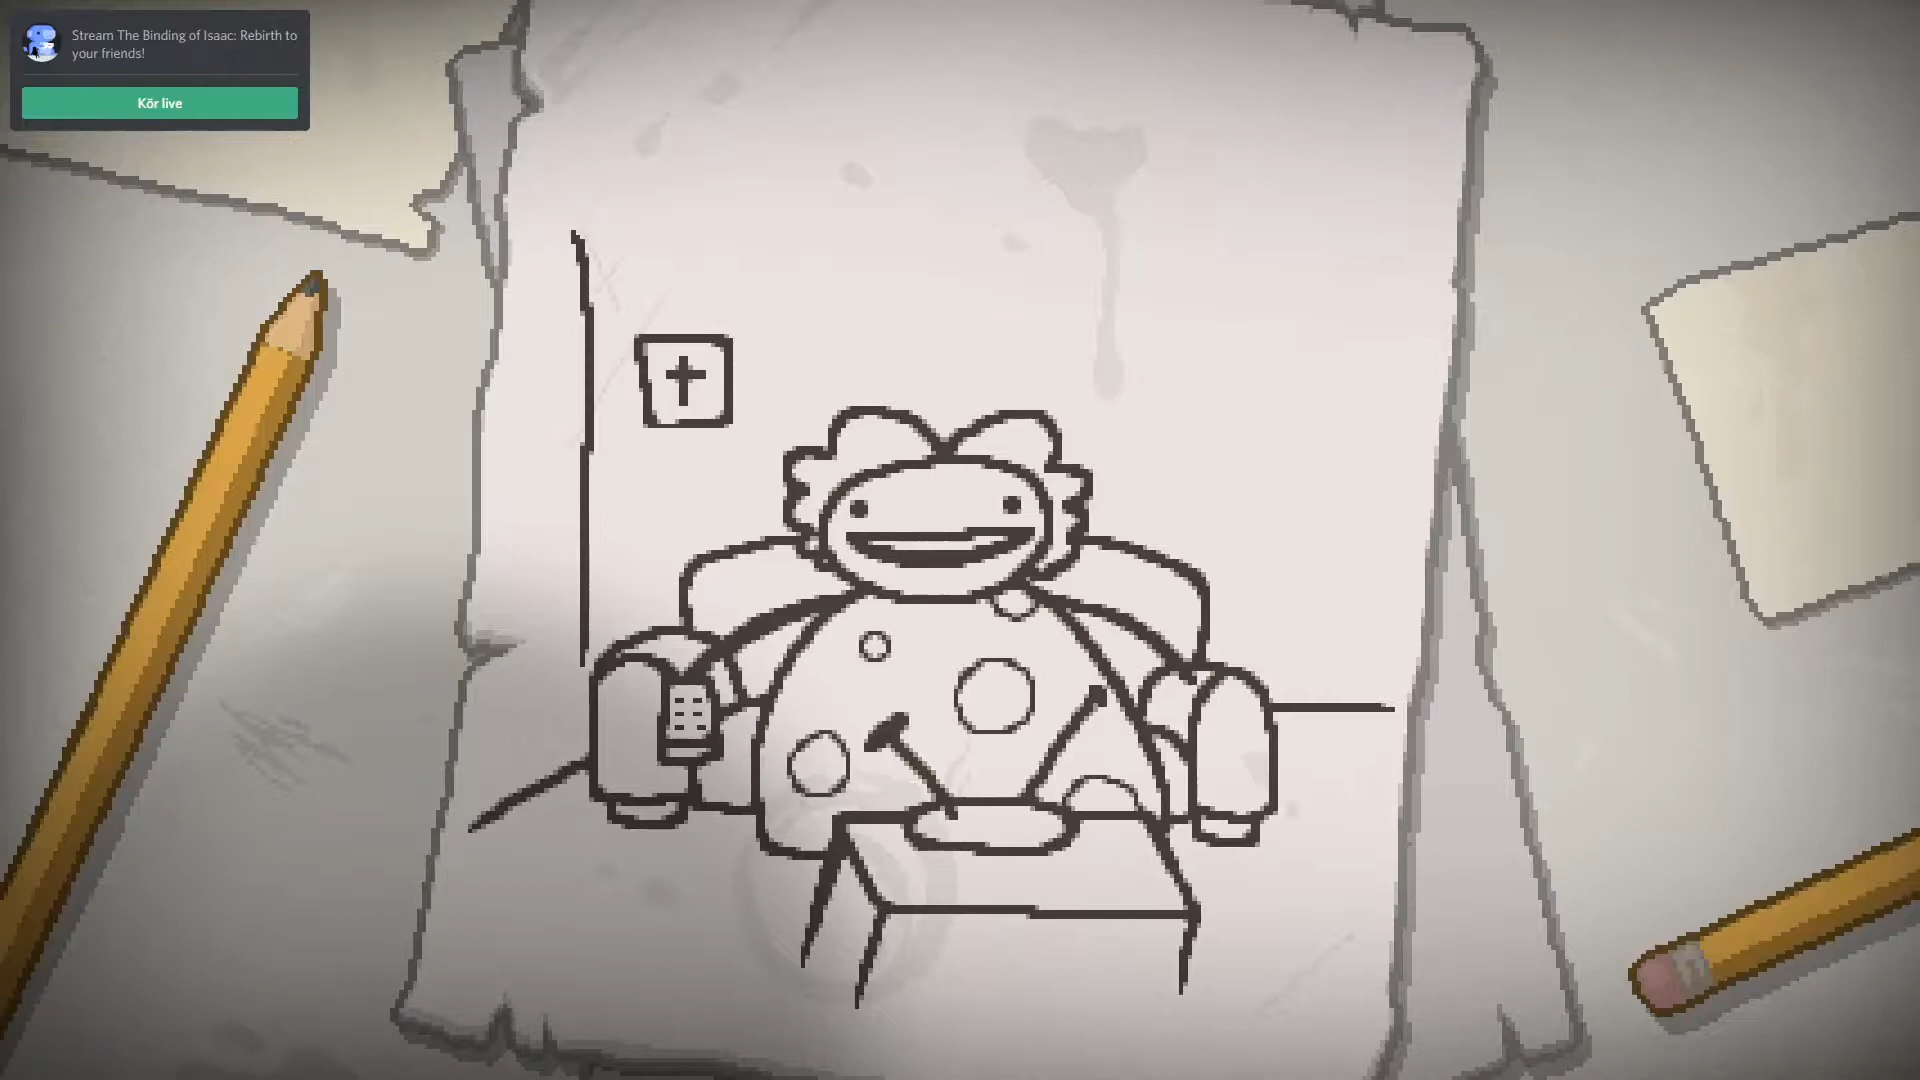 Stream The Binding of Isaac: Rebirth to
your friends!
Kör live